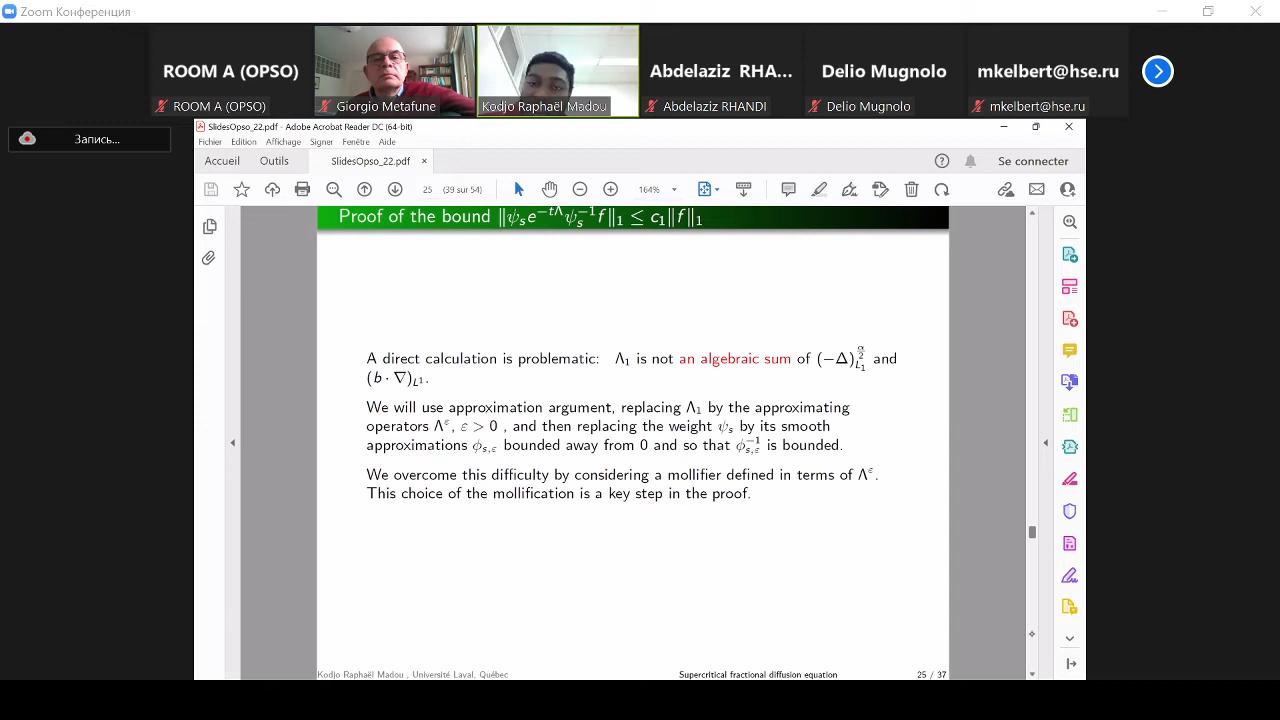 Zoom Конференция
ROOM A (OPSO)
Abdelaziz RHA...
Delio Mugnolo
mkelbert@hse.ru
ROOM A (OPSO)
Giorgio Metafune
Kodjo Raphaël Madou
Abdelaziz RHANDI
Delio Mugnolo
mkelbert@hse.ru
Запись...
SlidesOpso_22.pdf - Adobe Acrobat Reader DC (64-bit)
Fichier Edition Affichage Signer Fenêtre Aide
Accueil Outils SlidesOpso_22.pdf × Se connecter
25 (39 sur 54) 164%
Proof of the bound ‖ψ_s e^{−tΛ} ψ_s^{−1} f‖_1 ≤ c_1‖f‖_1
A direct calculation is problematic: Λ_1 is not an algebraic sum of (−Δ)^{α/2}_{L_1} and
(b · ∇)_{L^1}.
We will use approximation argument, replacing Λ_1 by the approximating
operators Λ^ε, ε > 0 , and then replacing the weight ψ_s by its smooth
approximations ϕ_{s,ε} bounded away from 0 and so that ϕ_{s,ε}^{−1} is bounded.
We overcome this difficulty by considering a mollifier defined in terms of Λ^ε.
This choice of the mollification is a key step in the proof.
Kodjo Raphaël Madou , Université Laval, Québec Supercritical fractional diffusion equation 25 / 37